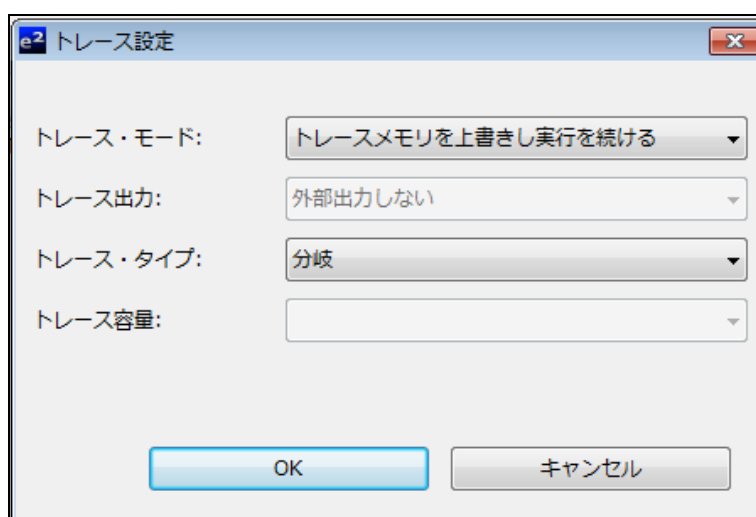 e² トレース設定
トレース・モード: トレースメモリを上書きし実行を続ける
トレース出力: 外部出力しない
トレース・タイプ: 分岐
トレース容量:
OK キャンセル